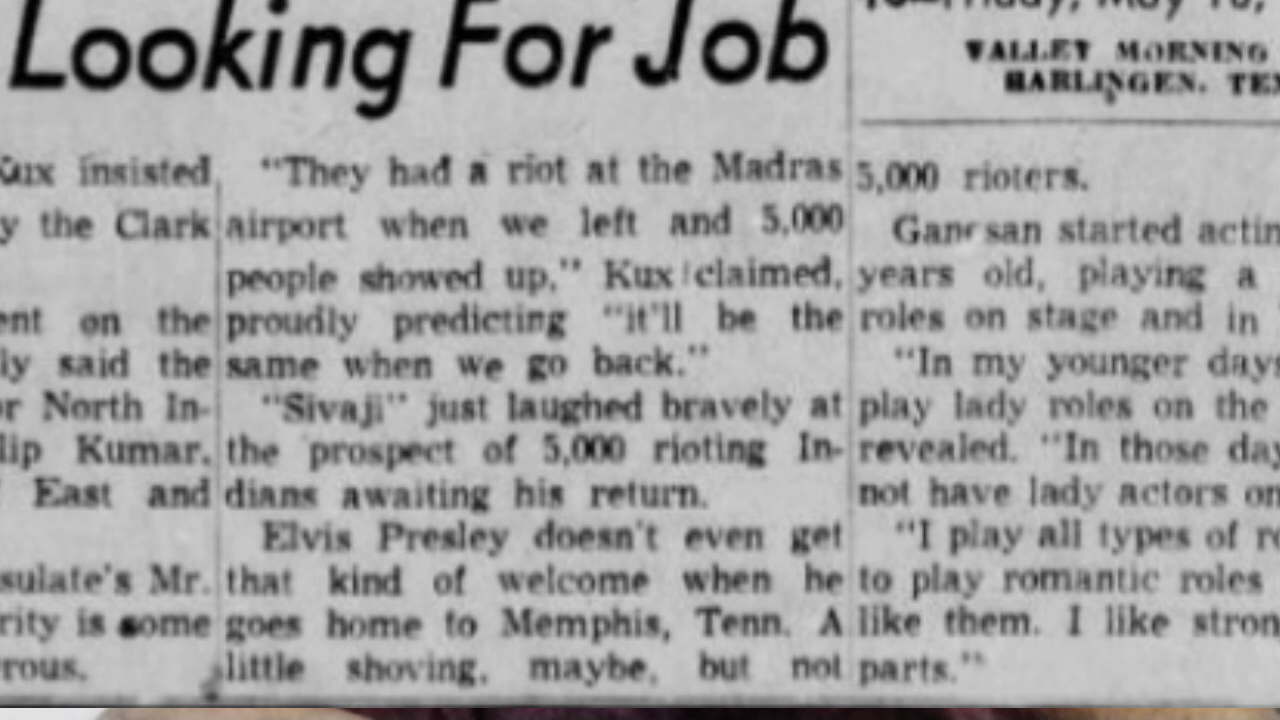 Looking For Job
Kux insisted
y the Clark
ent on the
ly said the
or North In-
lip Kumar.
East and
sulate's Mr.
rity is some
rous.
"They had a riot at the Madras
airport when we left and 5,000
people showed up," Kux claimed,
proudly predicting "it'll be the
same when we go back."
"Sivaji" just laughed bravely at
the prospect of 5,000 rioting In-
dians awaiting his return.
Elvis Presley doesn't even get
that kind of welcome when he
goes home to Memphis, Tenn. A
little shoving, maybe, but not
VALLEY MORNING
HARLINGEN, TEX
5,000 rioters.
Ganesan started actin
years old, playing a
roles on stage and in
"In my younger days
play lady roles on the
revealed. "In those day
not have lady actors on
"I play all types of ro
to play romantic roles
like them. I like stron
parts."